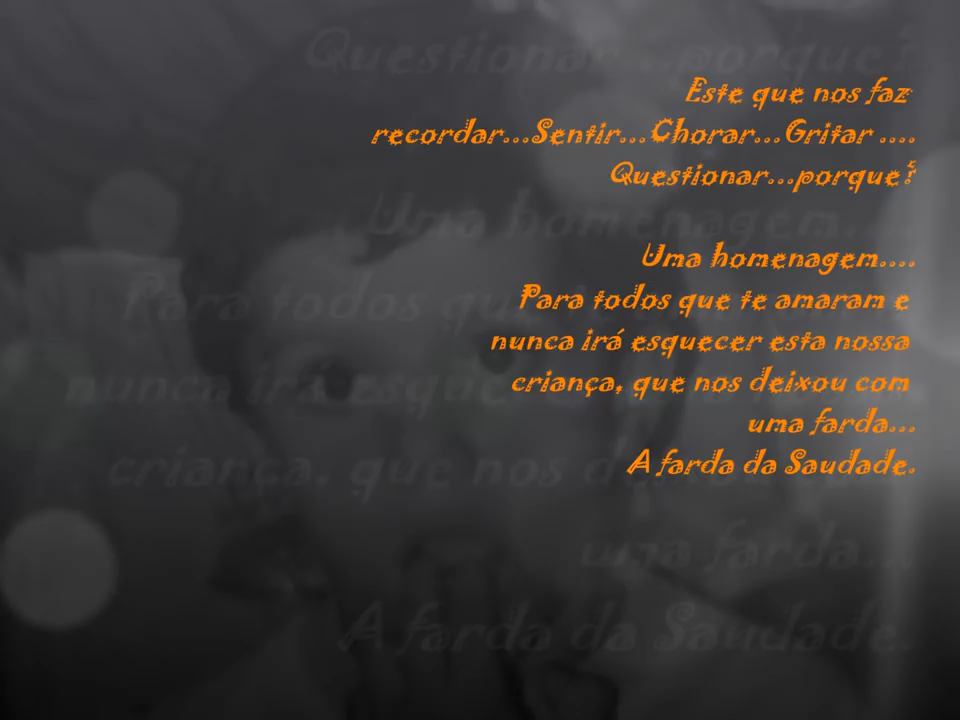 Este que nos faz
recordar...Sentir...Chorar...Gritar ....
Questionar...porque?
Uma homenagem....
Para todos que te amaram e
nunca irá esquecer esta nossa
criança, que nos deixou com
uma farda...
A farda da Saudade.